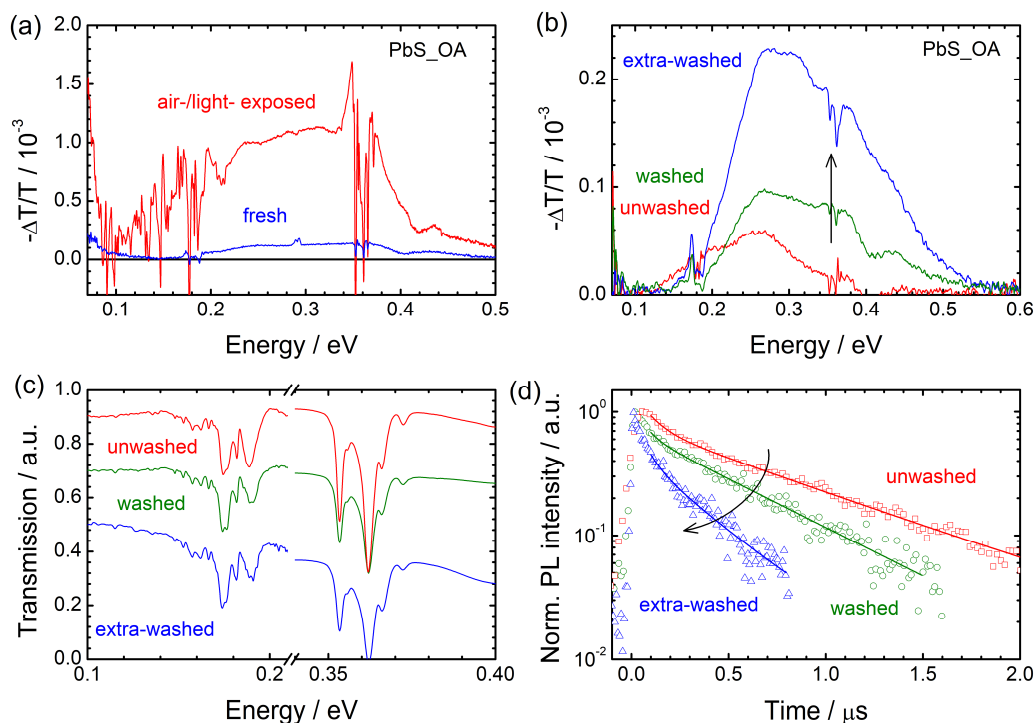 (a)
2.0
1.5
1.0
0.5
0.0
-ΔT/T / 10⁻³
PbS_OA
air-/light- exposed
fresh
0.1 0.2 0.3 0.4 0.5
Energy / eV
(b)
0.2
0.1
0.0
-ΔT/T / 10⁻³
PbS_OA
extra-washed
washed
unwashed
0.1 0.2 0.3 0.4 0.5 0.6
Energy / eV
(c)
1.0
0.8
0.6
0.4
0.2
0.0
Transmission / a.u.
unwashed
washed
extra-washed
0.1 0.2 0.35 0.40
Energy / eV
(d)
10⁰
10⁻¹
10⁻²
Norm. PL intensity / a.u.
unwashed
extra-washed
washed
0.0 0.5 1.0 1.5 2.0
Time / μs